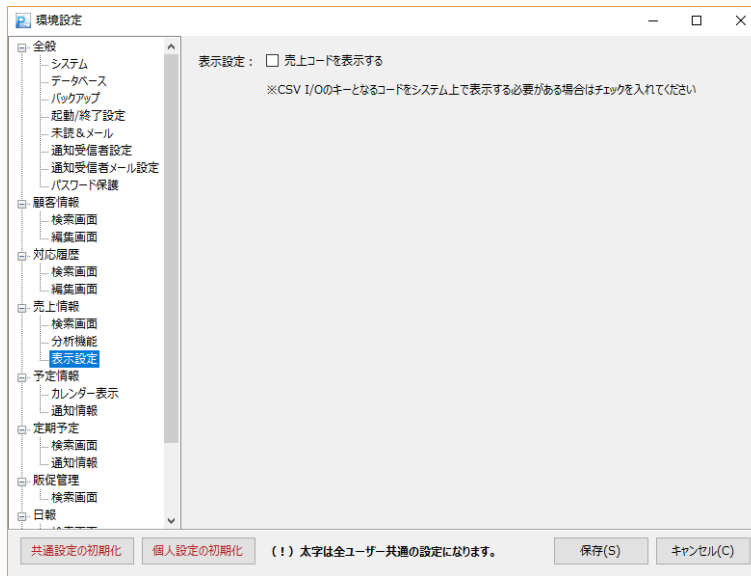 環境設定
全般
システム
データベース
バックアップ
起動/終了設定
未読＆メール
通知受信者設定
通知受信者メール設定
パスワード保護
顧客情報
検索画面
編集画面
対応履歴
検索画面
編集画面
売上情報
検索画面
分析機能
表示設定
予定情報
カレンダー表示
通知情報
定期予定
検索画面
通知情報
販促管理
検索画面
日報
表示設定： 売上コードを表示する
※CSV I/Oのキーとなるコードをシステム上で表示する必要がある場合はチェックを入れてください
共通設定の初期化 個人設定の初期化 （！）太字は全ユーザー共通の設定になります。 保存(S) キャンセル(C)